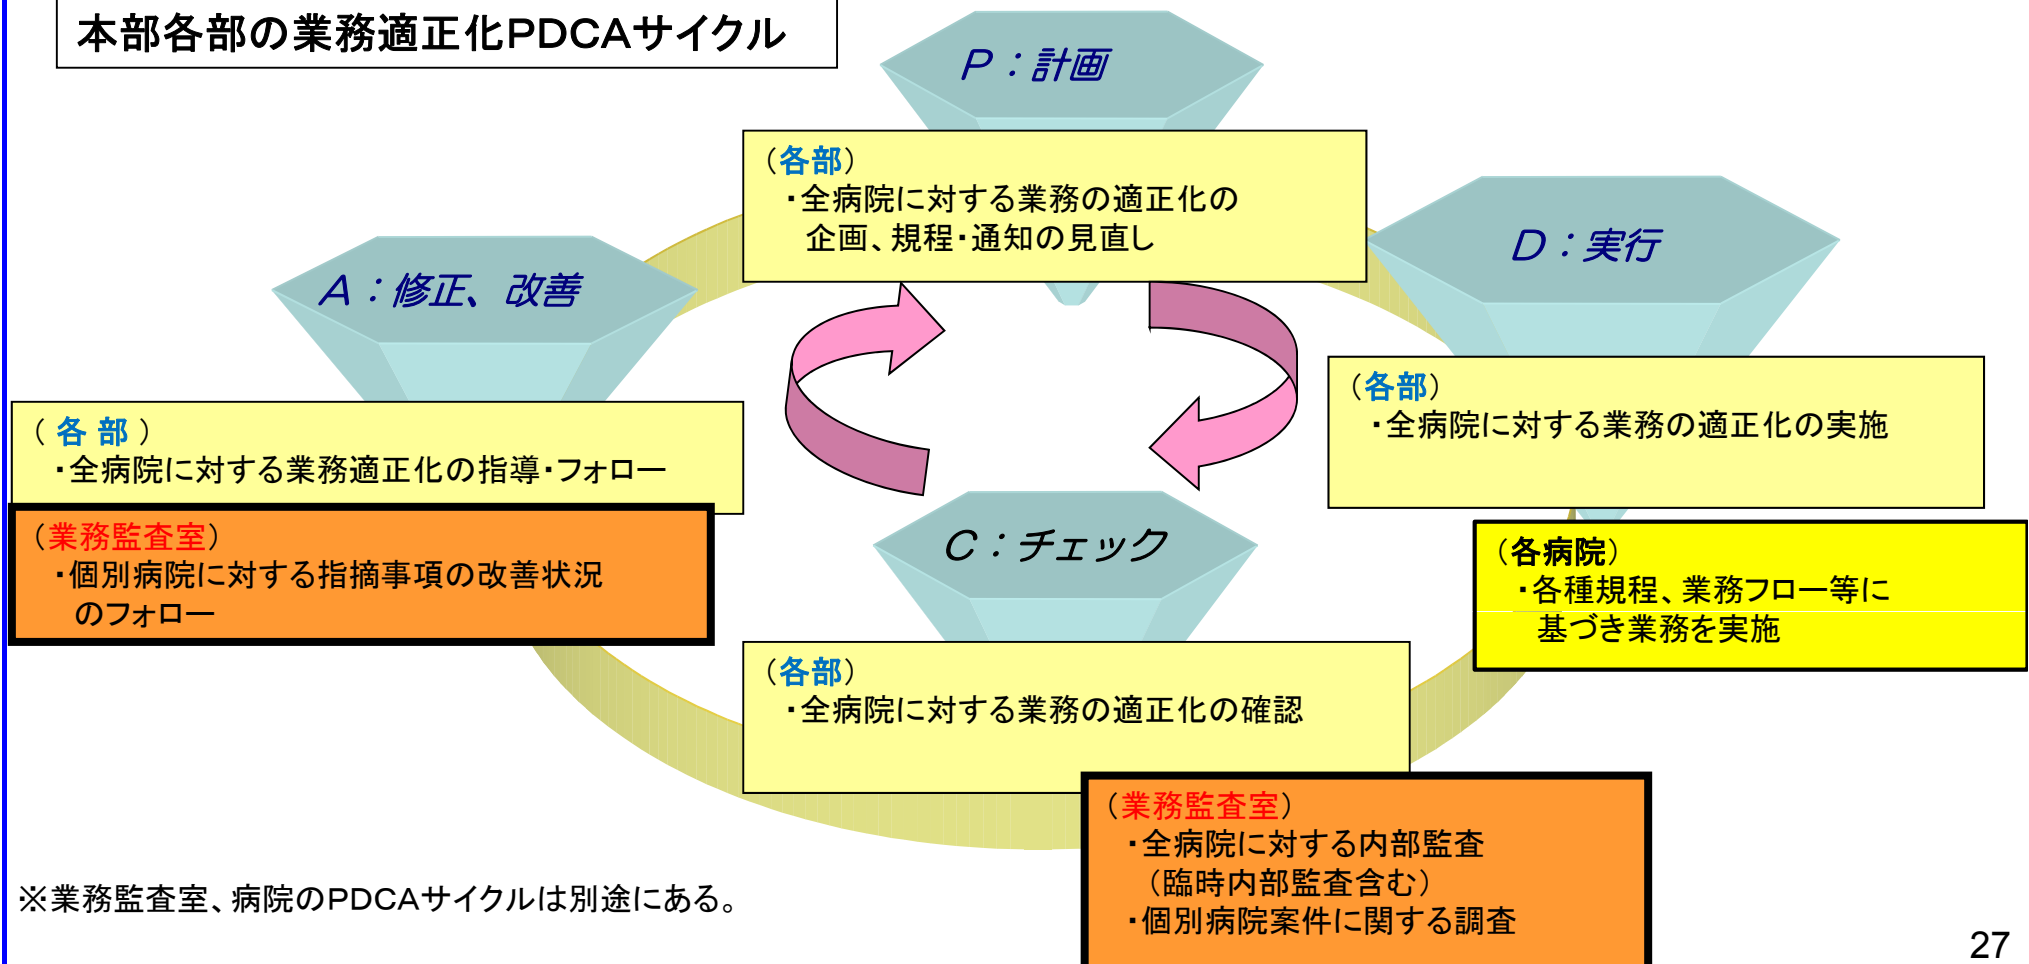 本部各部の業務適正化PDCAサイクル
P：計画
（各部）
・全病院に対する業務の適正化の
企画、規程・通知の見直し
D：実行
（各部）
・全病院に対する業務の適正化の実施
（各病院）
・各種規程、業務フロー等に
基づき業務を実施
C：チェック
（各部）
・全病院に対する業務の適正化の確認
（業務監査室）
・全病院に対する内部監査
（臨時内部監査含む）
・個別病院案件に関する調査
A：修正、改善
（各部）
・全病院に対する業務適正化の指導・フォロー
（業務監査室）
・個別病院に対する指摘事項の改善状況
のフォロー
※業務監査室、病院のPDCAサイクルは別途にある。
27